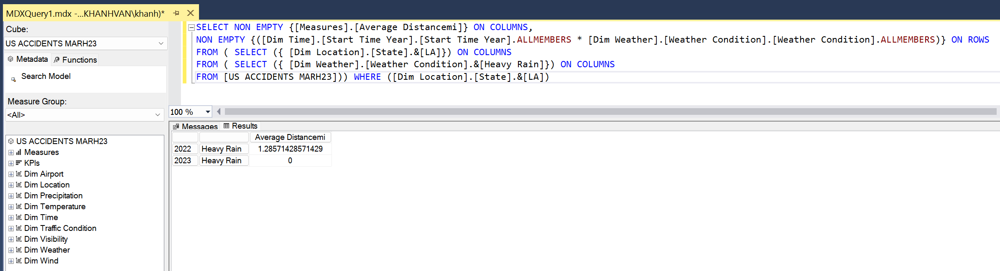 MDXQuery1.mdx -...KHANHVAN\khanh)*
Cube:
US ACCIDENTS MARH23
Metadata
Functions
Search Model
Measure Group:
<All>
US ACCIDENTS MARH23
Measures
KPIs
Dim Airport
Dim Location
Dim Precipitation
Dim Temperature
Dim Time
Dim Traffic Condition
Dim Visibility
Dim Weather
Dim Wind
SELECT NON EMPTY {[Measures].[Average Distancemi]} ON COLUMNS,
NON EMPTY {([Dim Time].[Start Time Year].[Start Time Year].ALLMEMBERS * [Dim Weather].[Weather Condition].[Weather Condition].ALLMEMBERS)} ON ROWS
FROM ( SELECT ({ [Dim Location].[State].&[LA]}) ON COLUMNS
FROM ( SELECT ({ [Dim Weather].[Weather Condition].&[Heavy Rain]}) ON COLUMNS
FROM [US ACCIDENTS MARH23])) WHERE ([Dim Location].[State].&[LA])
100 %
Messages
Results
Average Distancemi
2022 Heavy Rain 1.28571428571429
2023 Heavy Rain 0